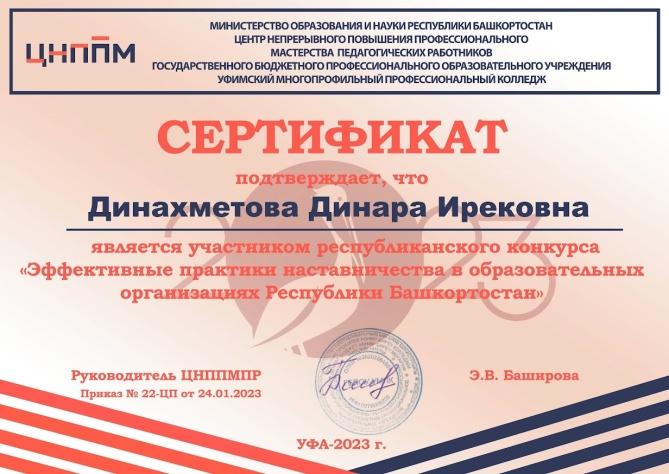 ЦНППМ
МИНИСТЕРСТВО ОБРАЗОВАНИЯ И НАУКИ РЕСПУБЛИКИ БАШКОРТОСТАН
ЦЕНТР НЕПРЕРЫВНОГО ПОВЫШЕНИЯ ПРОФЕССИОНАЛЬНОГО
МАСТЕРСТВА ПЕДАГОГИЧЕСКИХ РАБОТНИКОВ
ГОСУДАРСТВЕННОГО БЮДЖЕТНОГО ПРОФЕССИОНАЛЬНОГО ОБРАЗОВАТЕЛЬНОГО УЧРЕЖДЕНИЯ
УФИМСКИЙ МНОГОПРОФИЛЬНЫЙ ПРОФЕССИОНАЛЬНЫЙ КОЛЛЕДЖ
СЕРТИФИКАТ
подтверждает, что
Динахметова Динара Ирековна
2023
является участником республиканского конкурса
«Эффективные практики наставничества в образовательных
организациях Республики Башкортостан»
Руководитель ЦНППМПР
Э.В. Баширова
Приказ № 22-ЦП от 24.01.2023
УФА-2023 г.